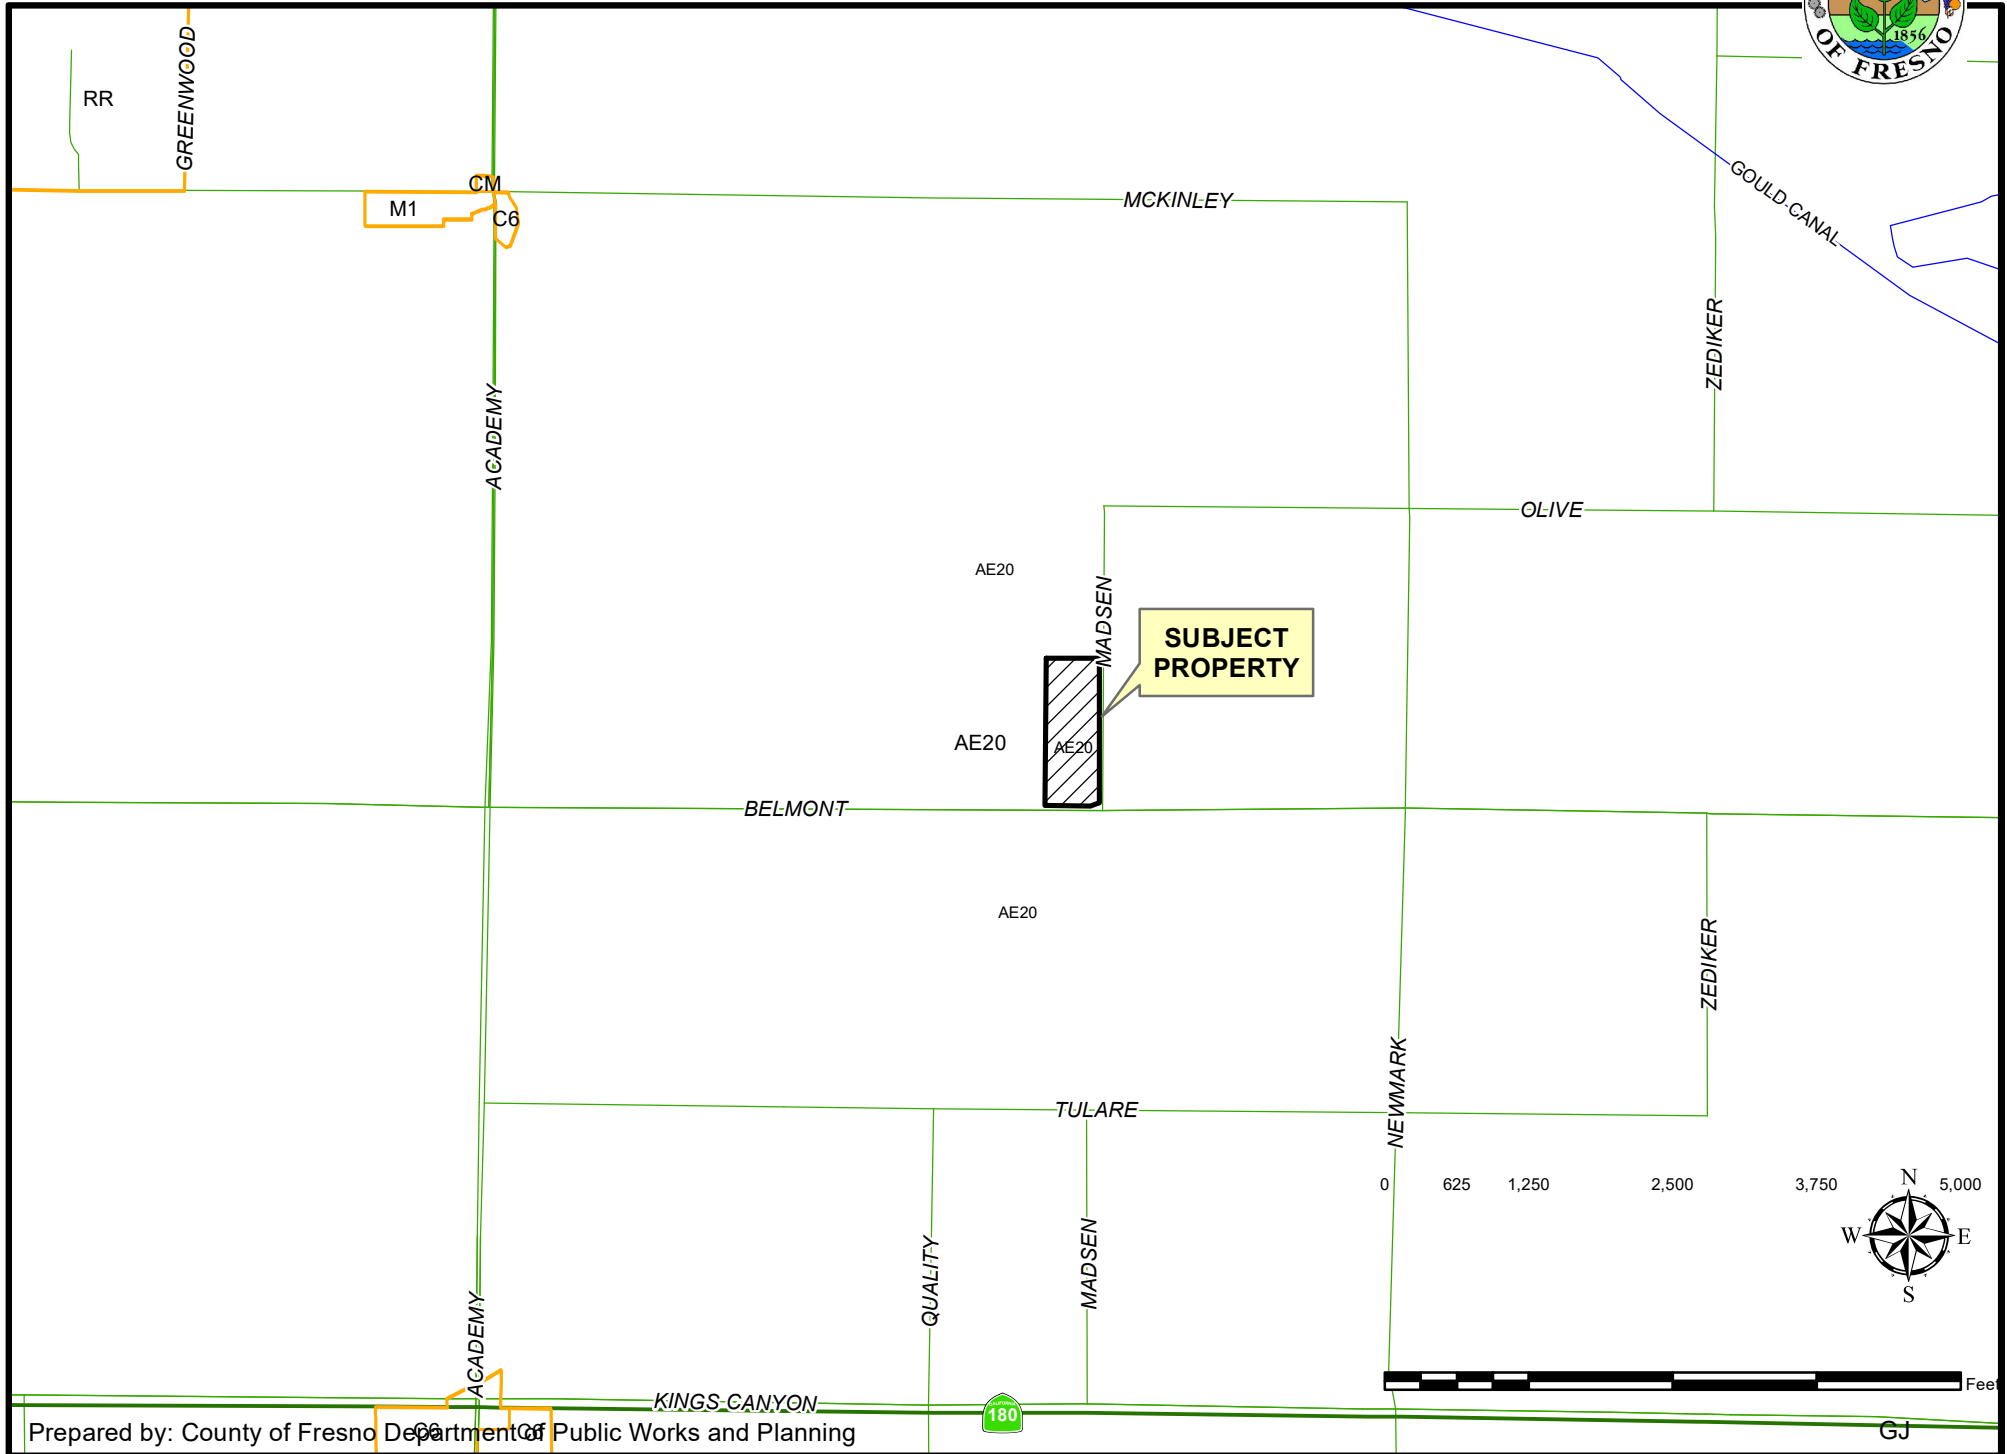 1856
OF FRESNO
GREENWOOD
RR
CM
M1
C6
MCKINLEY
GOULD CANAL
ZEDIKER
ACADEMY
OLIVE
AE20
MADSEN
SUBJECT
PROPERTY
AE20
AE20
BELMONT
AE20
ZEDIKER
NEWMARK
TULARE
0 625 1,250 2,500 3,750 5,000
N
W E
S
QUALITY
MADSEN
ACADEMY
Feet
KINGS CANYON
180
C6 C6
Prepared by: County of Fresno Department of Public Works and Planning
GJ